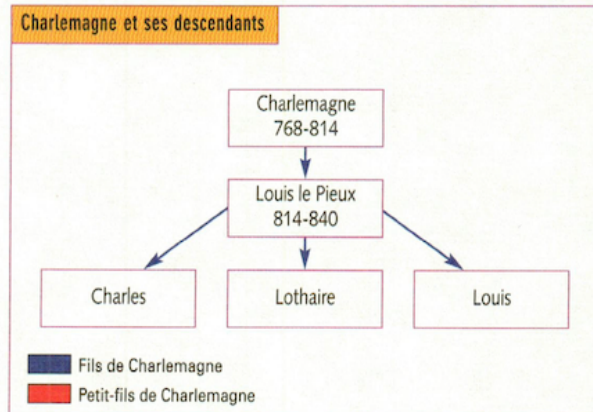 Charlemagne et ses descendants
Charlemagne
768-814
Louis le Pieux
814-840
Charles
Lothaire
Louis
Fils de Charlemagne
Petit-fils de Charlemagne